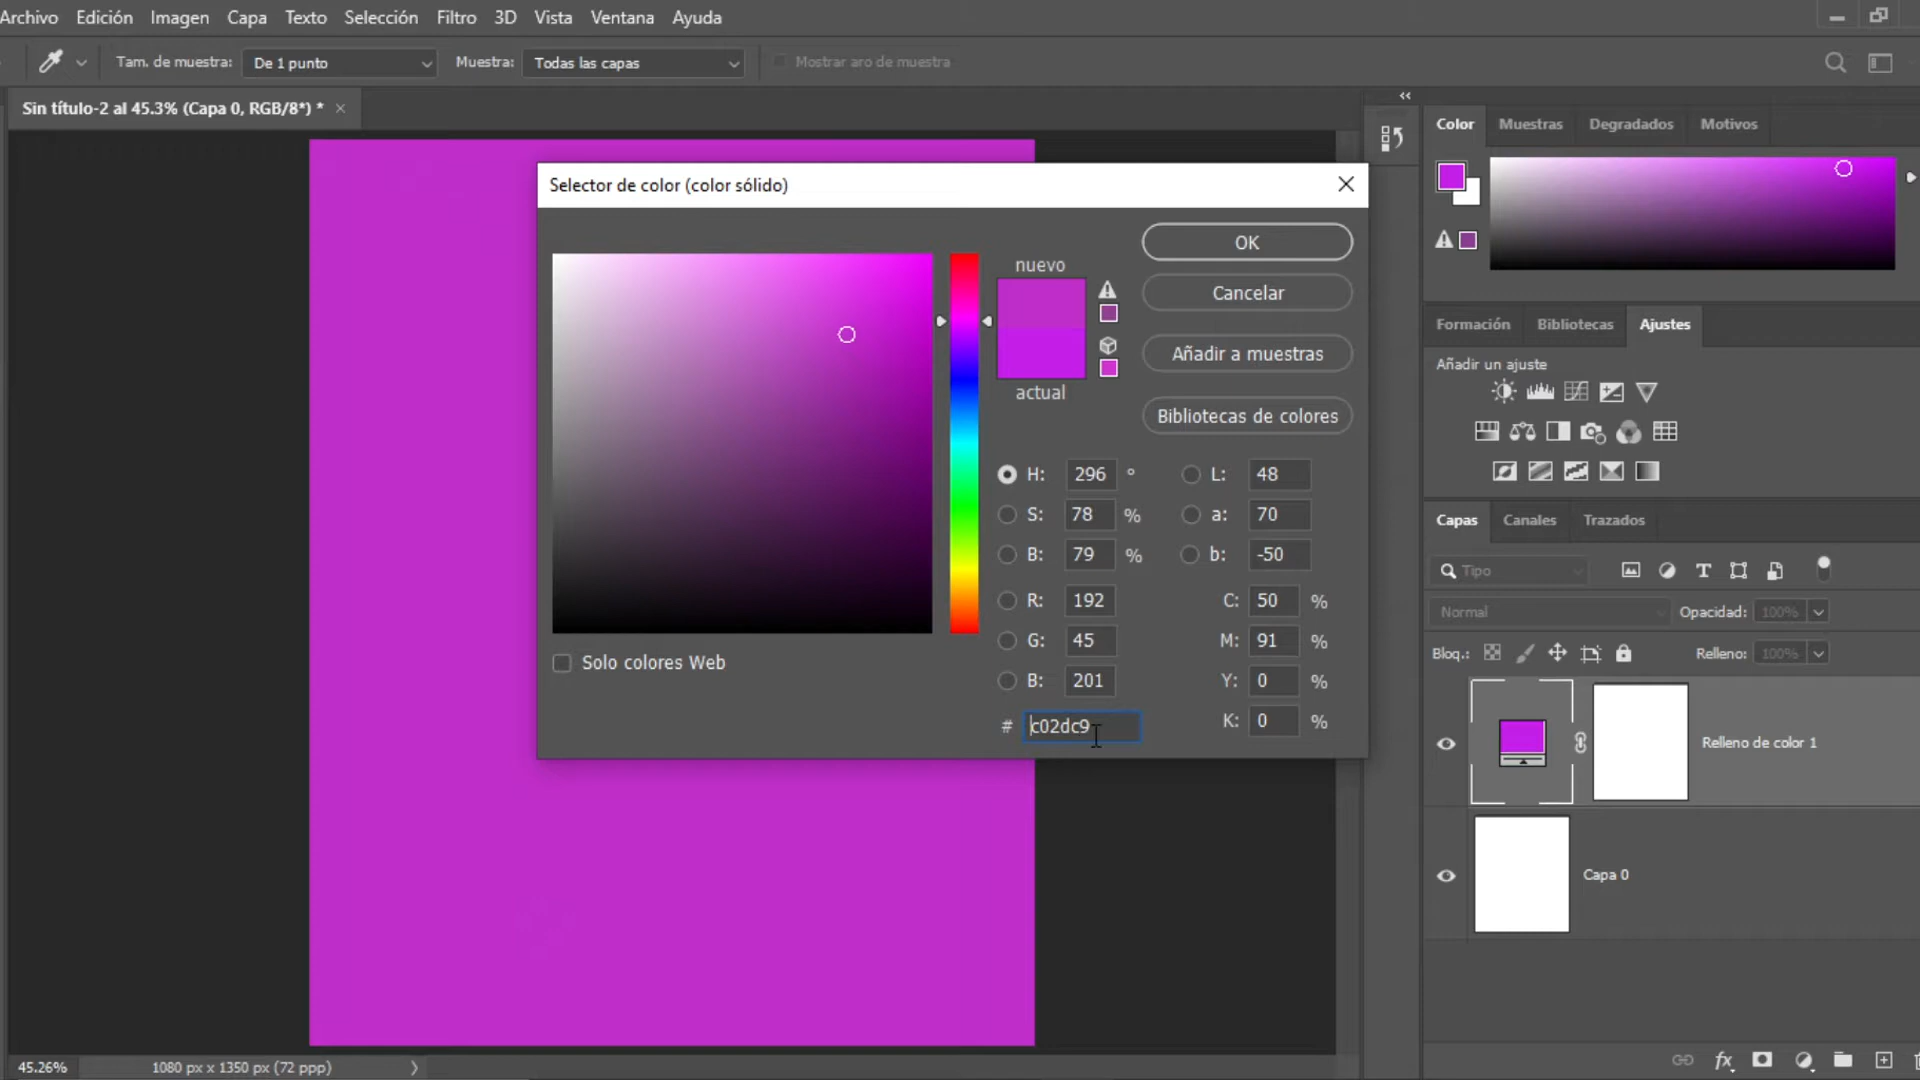 Archivo Edición Imagen Capa Texto Selección Filtro 3D Vista Ventana Ayuda
Tam. de muestra: De 1 punto Muestra: Todas las capas Mostrar aro de muestra
Sin título-2 al 45.3% (Capa 0, RGB/8*) *
Color Muestras Degradados Motivos
Selector de color (color sólido)
OK
nuevo
Cancelar
Añadir a muestras
actual
Bibliotecas de colores
H: 296 ° L: 48
S: 78 % a: 70
B: 79 % b: -50
R: 192 C: 50 %
G: 45 M: 91 %
Solo colores Web
B: 201 Y: 0 %
# c02dc9 K: 0 %
Formación Bibliotecas Ajustes
Añadir un ajuste
Capas Canales Trazados
Tipo
Normal Opacidad: 100%
Bloq.: Relleno: 100%
Relleno de color 1
Capa 0
fx
45.26% 1080 px x 1350 px (72 ppp)